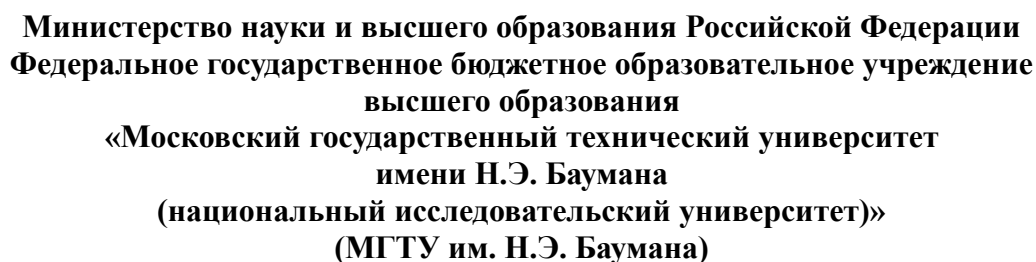 Министерство науки и высшего образования Российской Федерации
Федеральное государственное бюджетное образовательное учреждение
высшего образования
«Московский государственный технический университет
имени Н.Э. Баумана
(национальный исследовательский университет)»
(МГТУ им. Н.Э. Баумана)